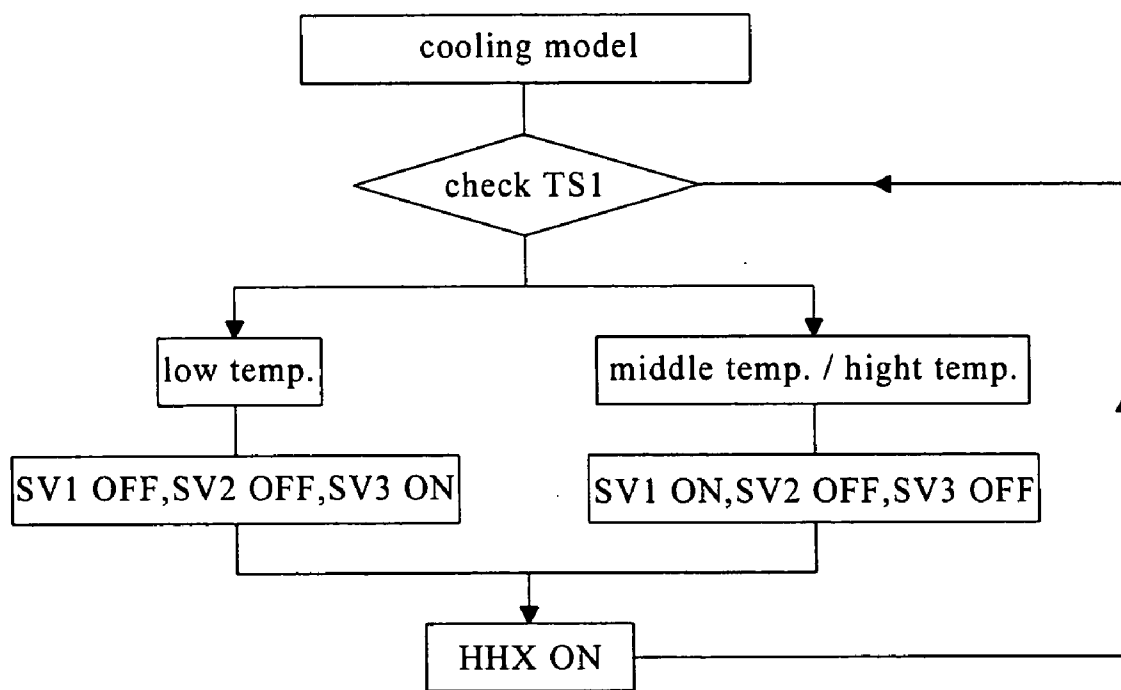 cooling model
check TS1
low temp.
middle temp. / hight temp.
SV1 OFF,SV2 OFF,SV3 ON
SV1 ON,SV2 OFF,SV3 OFF
HHX ON